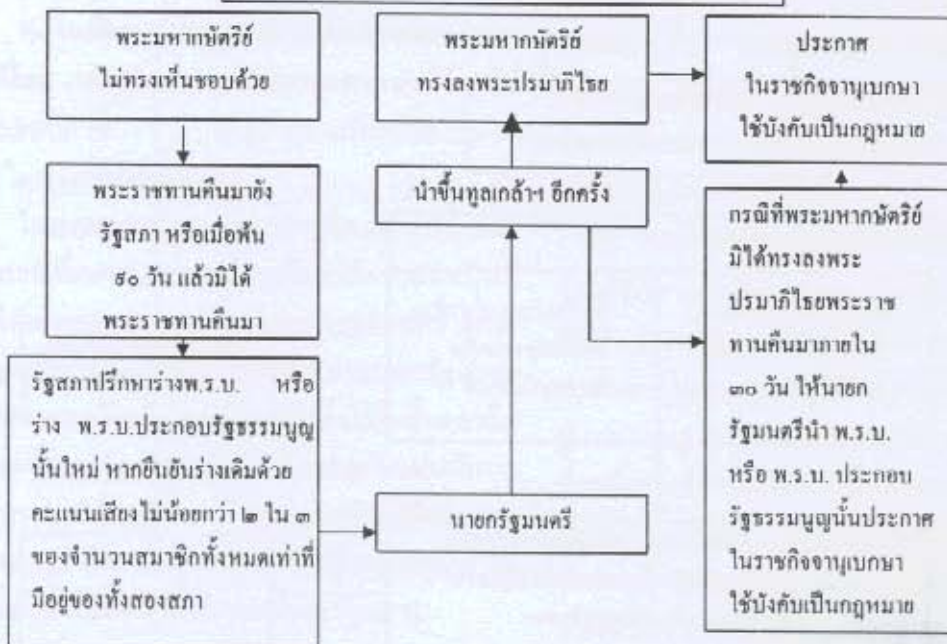 พระมหากษัตริย์
ไม่ทรงเห็นชอบด้วย
พระราชทานคืนมายัง
รัฐสภา หรือเมื่อพ้น
๙๐ วัน แล้วมิได้
พระราชทานคืนมา
รัฐสภาปรึกษาร่างพ.ร.บ. หรือ
ร่าง พ.ร.บ.ประกอบรัฐธรรมนูญ
นั้นใหม่ หากยืนยันร่างเดิมด้วย
คะแนนเสียงไม่น้อยกว่า ๒ ใน ๓
ของจำนวนสมาชิกทั้งหมดเท่าที่
มีอยู่ของทั้งสองสภา
นายกรัฐมนตรี
นำขึ้นทูลเกล้าฯ อีกครั้ง
พระมหากษัตริย์
ทรงลงพระปรมาภิไธย
ประกาศ
ในราชกิจจานุเบกษา
ใช้บังคับเป็นกฎหมาย
กรณีที่พระมหากษัตริย์
มิได้ทรงลงพระ
ปรมาภิไธยพระราช
ทานคืนมาภายใน
๓๐ วัน ให้นายก
รัฐมนตรีนำ พ.ร.บ.
หรือ พ.ร.บ. ประกอบ
รัฐธรรมนูญนั้นประกาศ
ในราชกิจจานุเบกษา
ใช้บังคับเป็นกฎหมาย